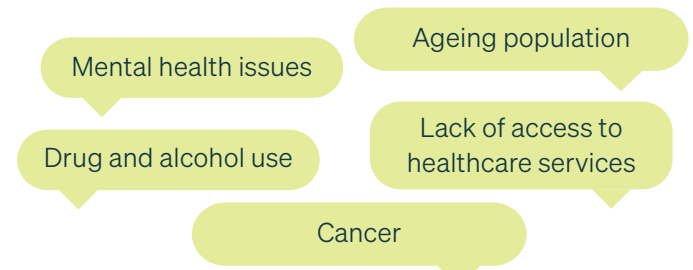 Ageing population
Mental health issues
Lack of access to
healthcare services
Drug and alcohol use
Cancer